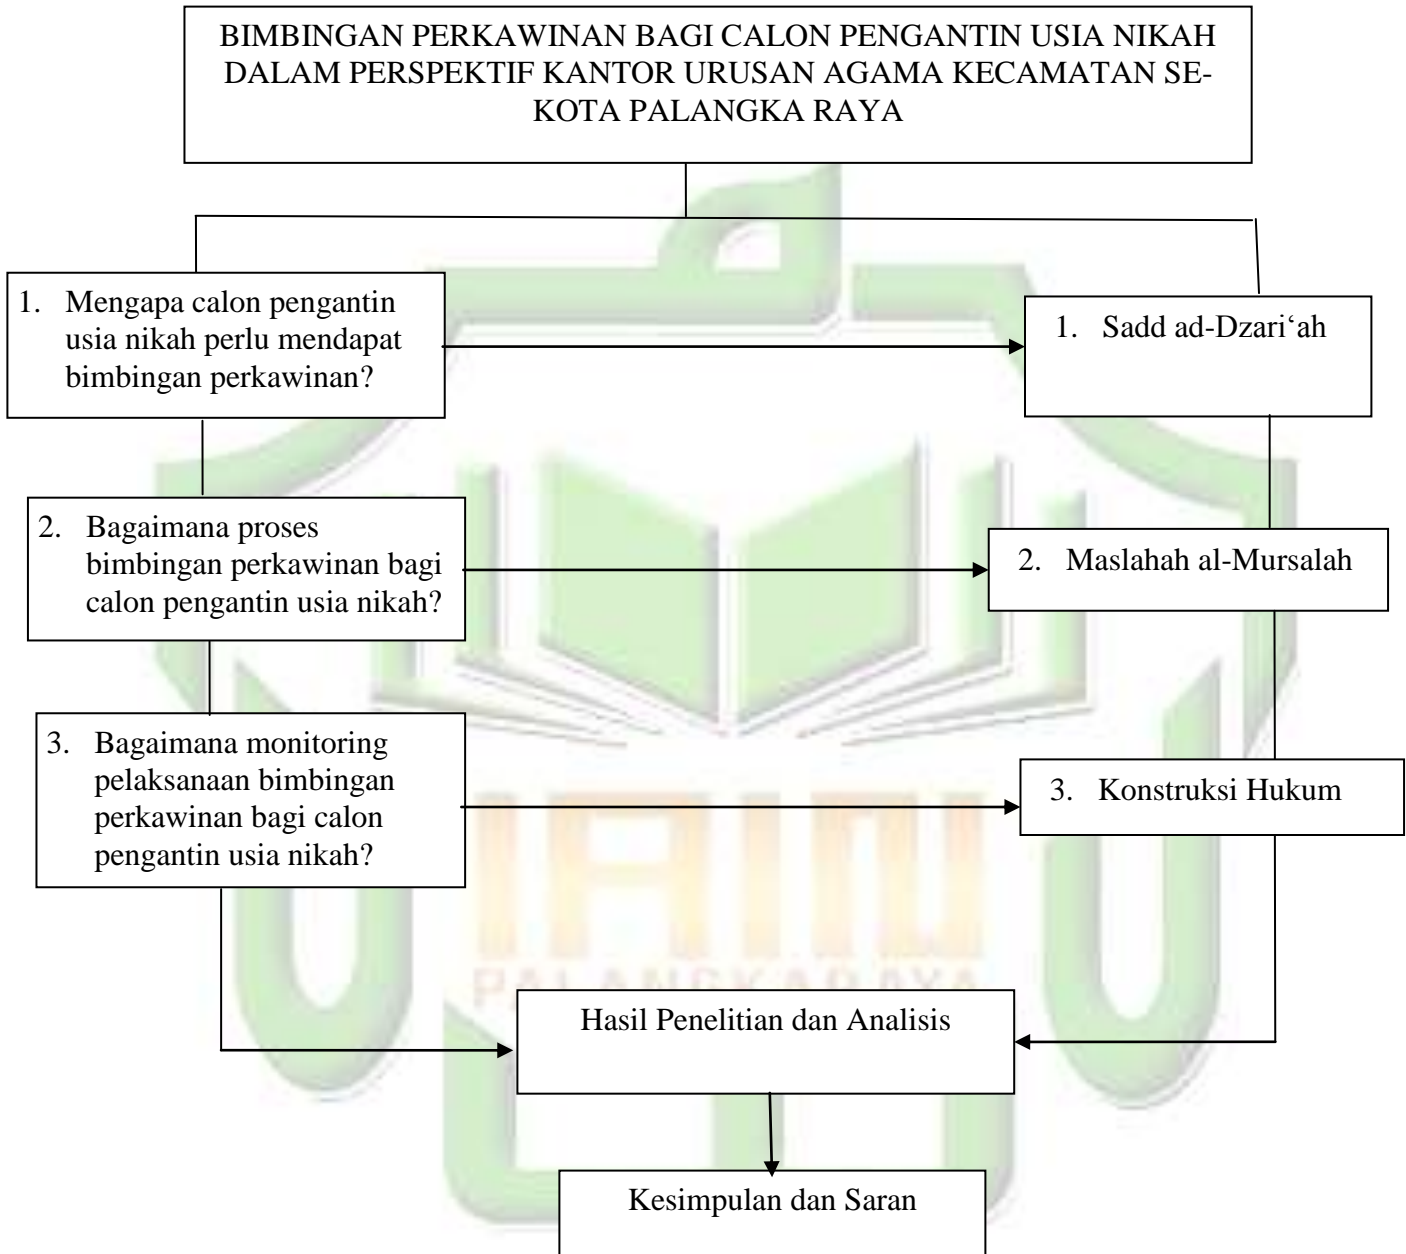 BIMBINGAN PERKAWINAN BAGI CALON PENGANTIN USIA NIKAH
DALAM PERSPEKTIF KANTOR URUSAN AGAMA KECAMATAN SE-
KOTA PALANGKA RAYA
1. Mengapa calon pengantin
usia nikah perlu mendapat
bimbingan perkawinan?
1. Sadd ad-Dzari‘ah
2. Bagaimana proses
bimbingan perkawinan bagi
calon pengantin usia nikah?
2. Maslahah al-Mursalah
3. Bagaimana monitoring
pelaksanaan bimbingan
perkawinan bagi calon
pengantin usia nikah?
3. Konstruksi Hukum
IAIN
PALANGKARAYA
Hasil Penelitian dan Analisis
Kesimpulan dan Saran